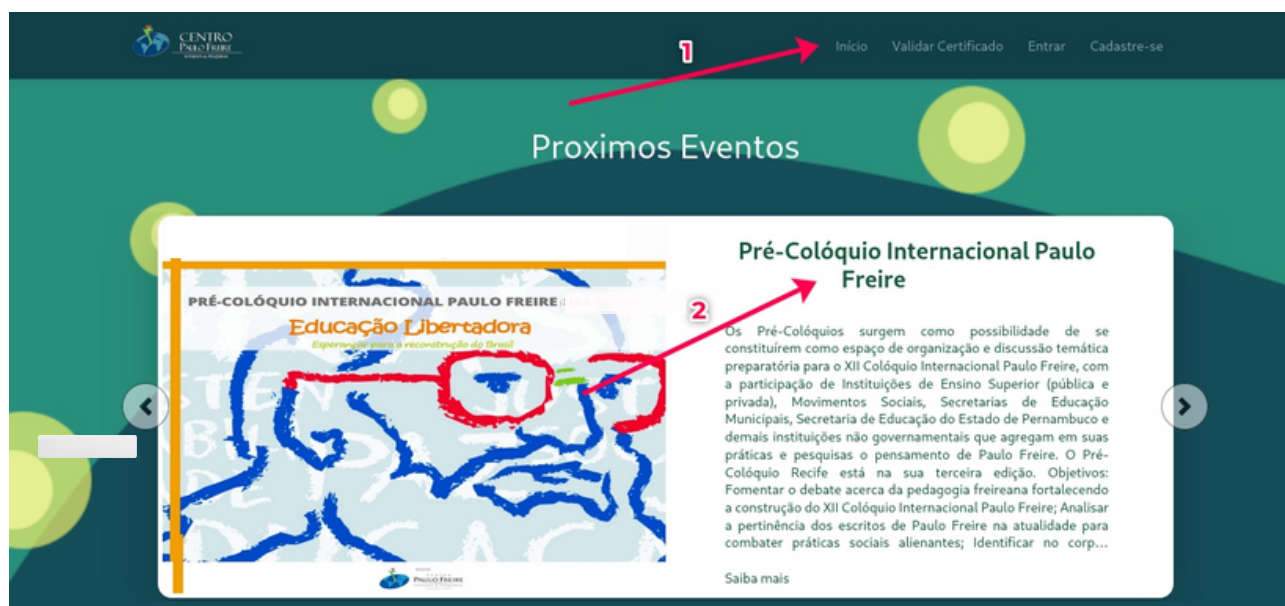 CENTRO
PAULO FREIRE
1
Início Validar Certificado Entrar Cadastre-se
Proximos Eventos
PRÉ-COLÓQUIO INTERNACIONAL PAULO FREIRE
Educação Libertadora
Esperançar para a reconstrução do Brasil
PAULO FREIRE
Pré-Colóquio Internacional Paulo
Freire
2
Os Pré-Colóquios surgem como possibilidade de se
constituírem como espaço de organização e discussão temática
preparatória para o XII Colóquio Internacional Paulo Freire, com
a participação de Instituições de Ensino Superior (pública e
privada), Movimentos Sociais, Secretarias de Educação
Municipais, Secretaria de Educação do Estado de Pernambuco e
demais instituições não governamentais que agregam em suas
práticas e pesquisas o pensamento de Paulo Freire. O Pré-
Colóquio Recife está na sua terceira edição. Objetivos:
Fomentar o debate acerca da pedagogia freireana fortalecendo
a construção do XII Colóquio Internacional Paulo Freire; Analisar
a pertinência dos escritos de Paulo Freire na atualidade para
combater práticas sociais alienantes; Identificar no corp...
Saiba mais